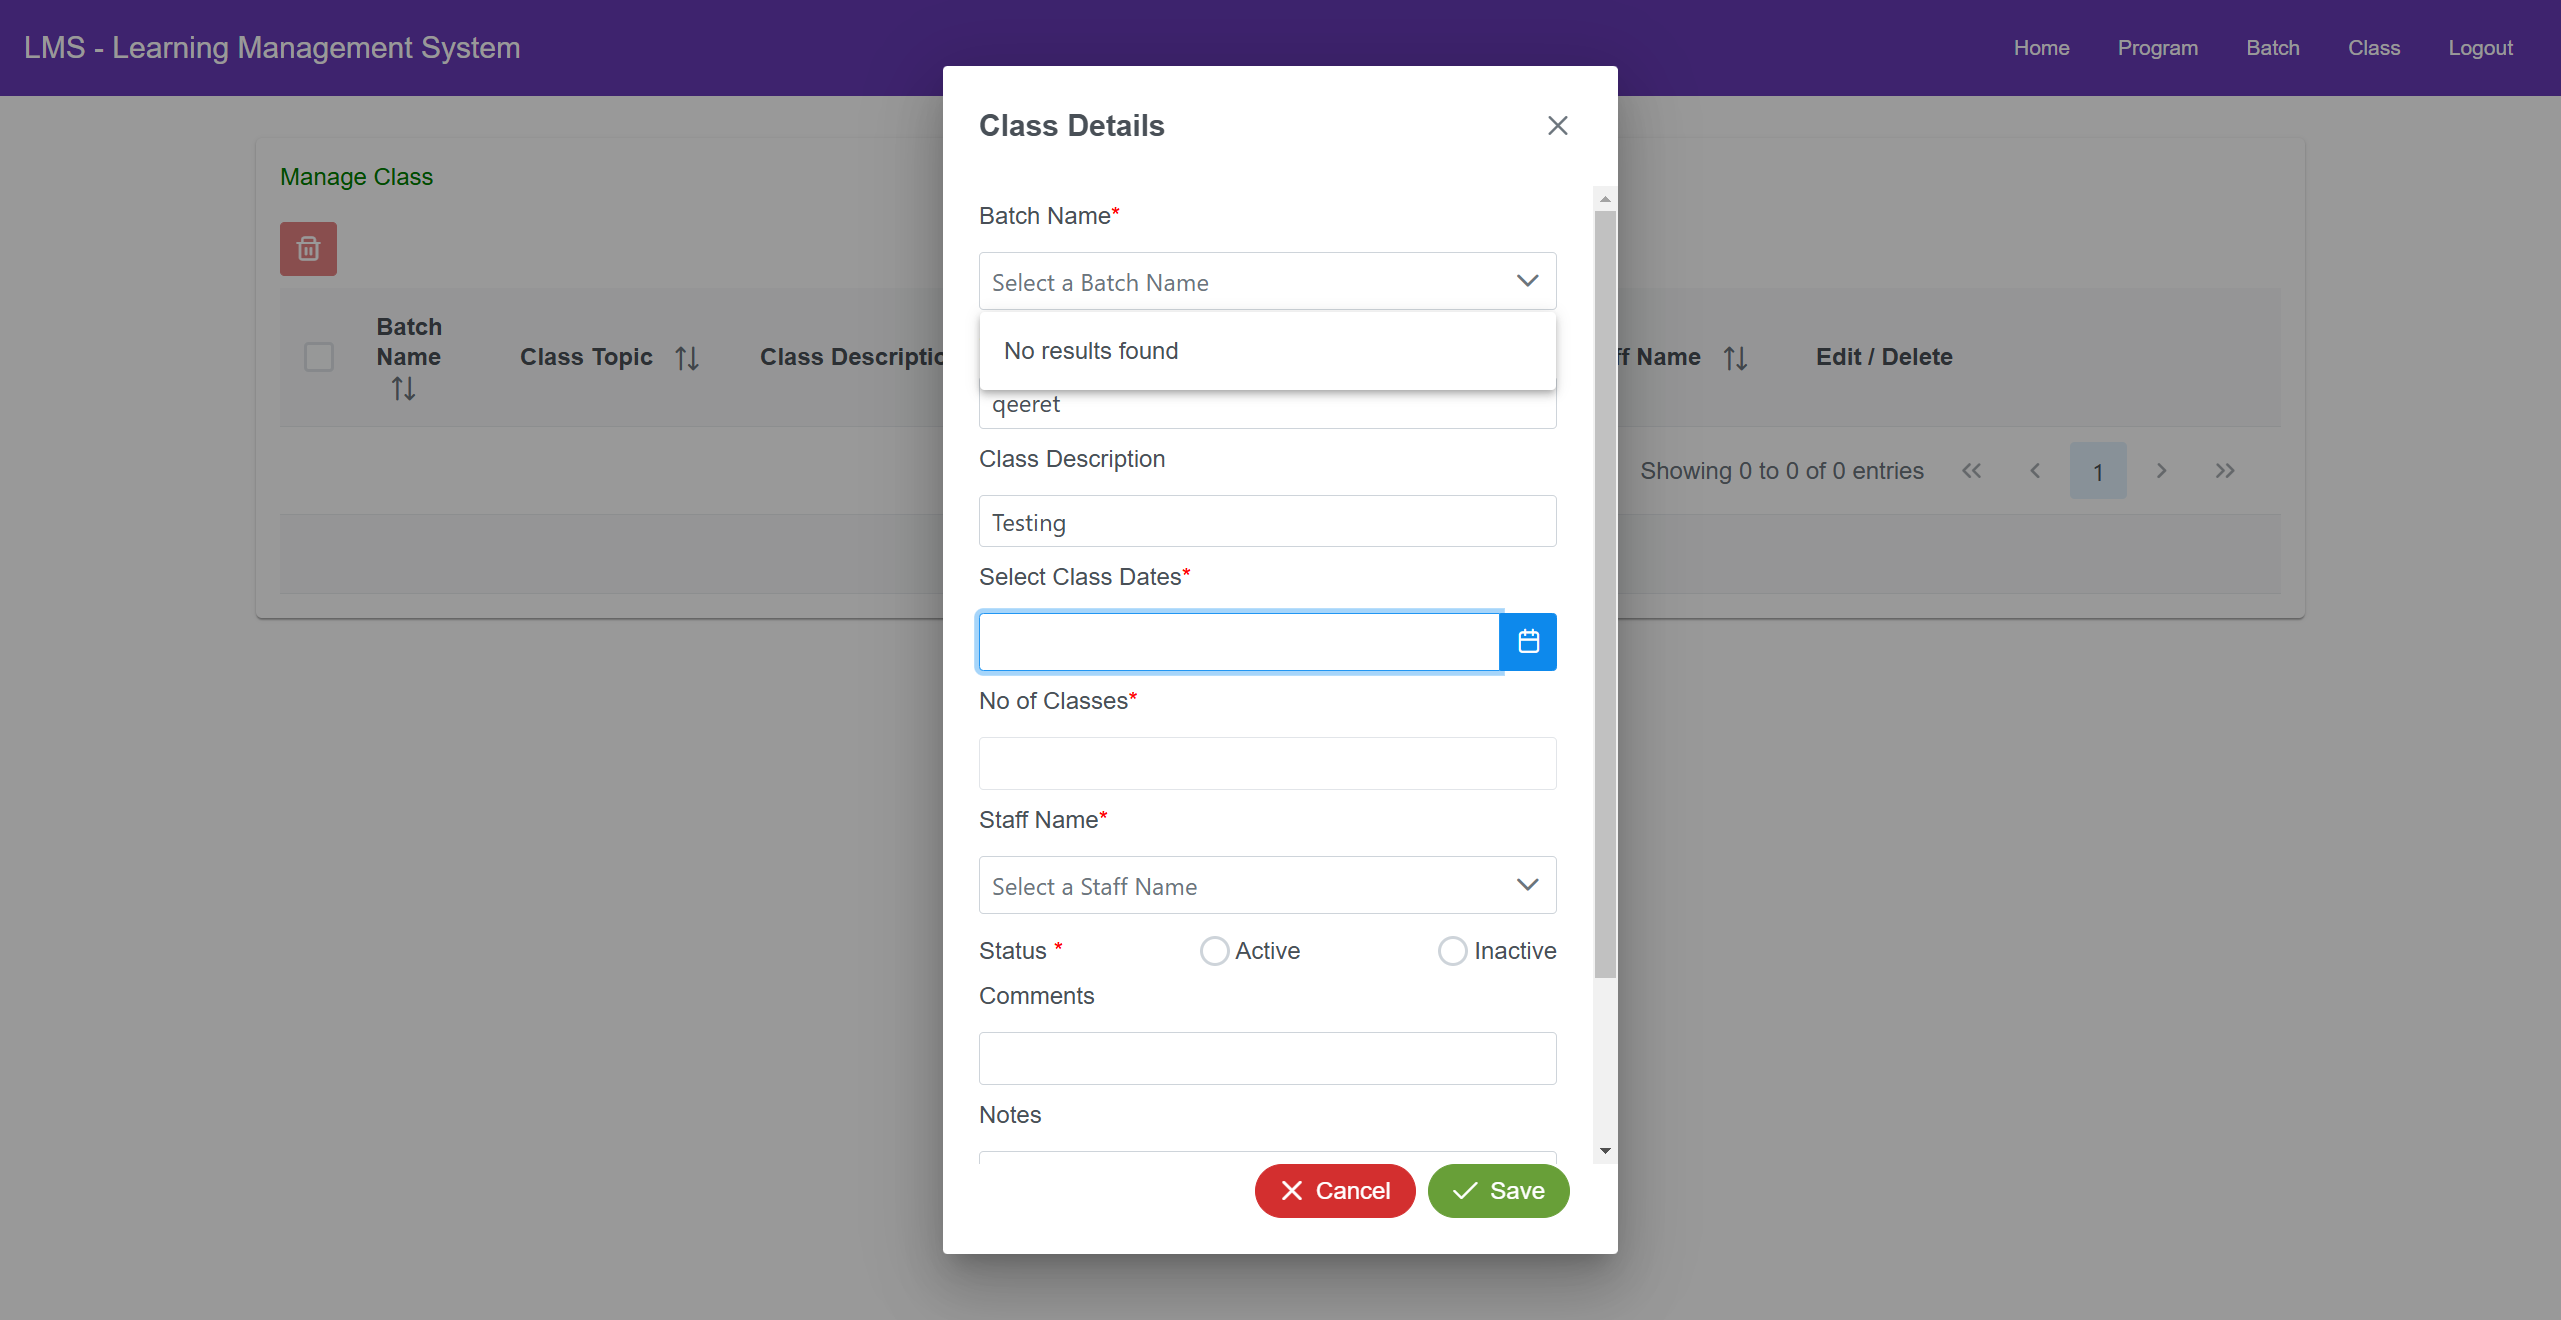 LMS - Learning Management System
Home Program Batch Class Logout
Manage Class
Batch Name
Class Topic
Class Descriptio
ff Name
Edit / Delete
Showing 0 to 0 of 0 entries
1
Class Details
Batch Name*
Select a Batch Name
No results found
qeeret
Class Description
Testing
Select Class Dates*
No of Classes*
Staff Name*
Select a Staff Name
Status * Active Inactive
Comments
Notes
Cancel Save